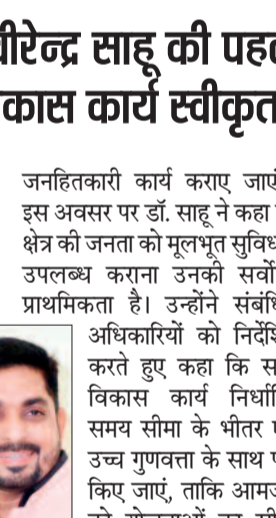 वीरेन्द्र साहू की पहल
कास कार्य स्वीकृत
जनहितकारी कार्य कराए जाएं
इस अवसर पर डॉ. साहू ने कहा
क्षेत्र की जनता को मूलभूत सुविध
उपलब्ध कराना उनकी सर्वो
प्राथमिकता है। उन्होंने संबंधि
अधिकारियों को निर्देशि
करते हुए कहा कि स
विकास कार्य निर्धारि
समय सीमा के भीतर
उच्च गुणवत्ता के साथ
किए जाएं, ताकि आमज